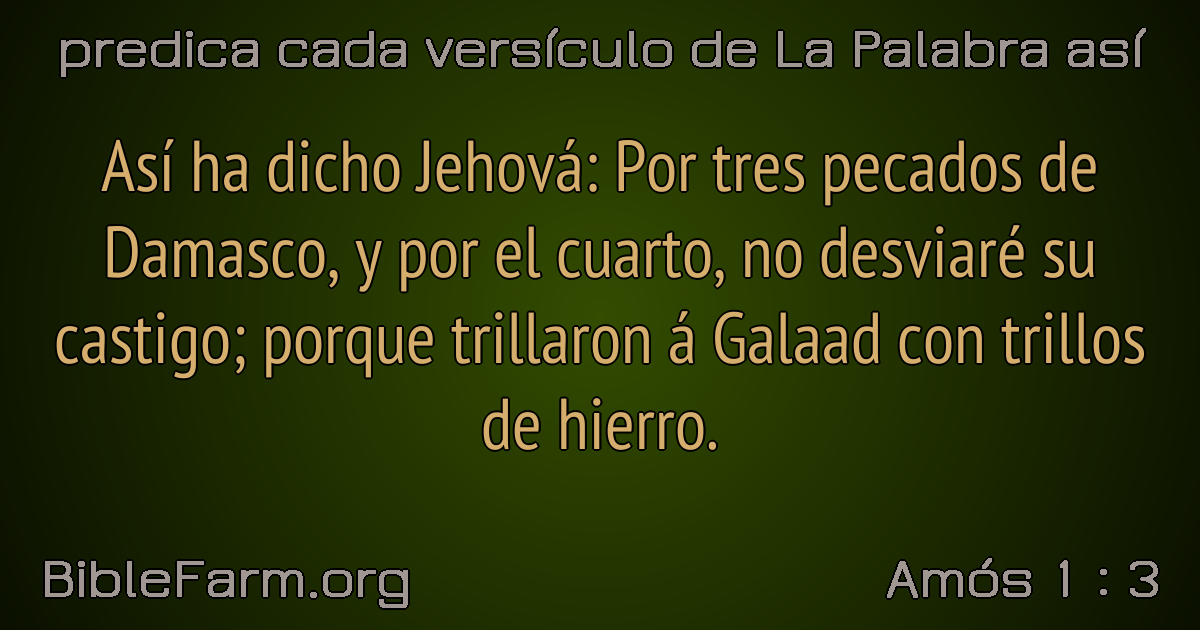 predica cada versículo de La Palabra así
Así ha dicho Jehová: Por tres pecados de
Damasco, y por el cuarto, no desviaré su
castigo; porque trillaron á Galaad con trillos
de hierro.
BibleFarm.org
Amós 1 : 3